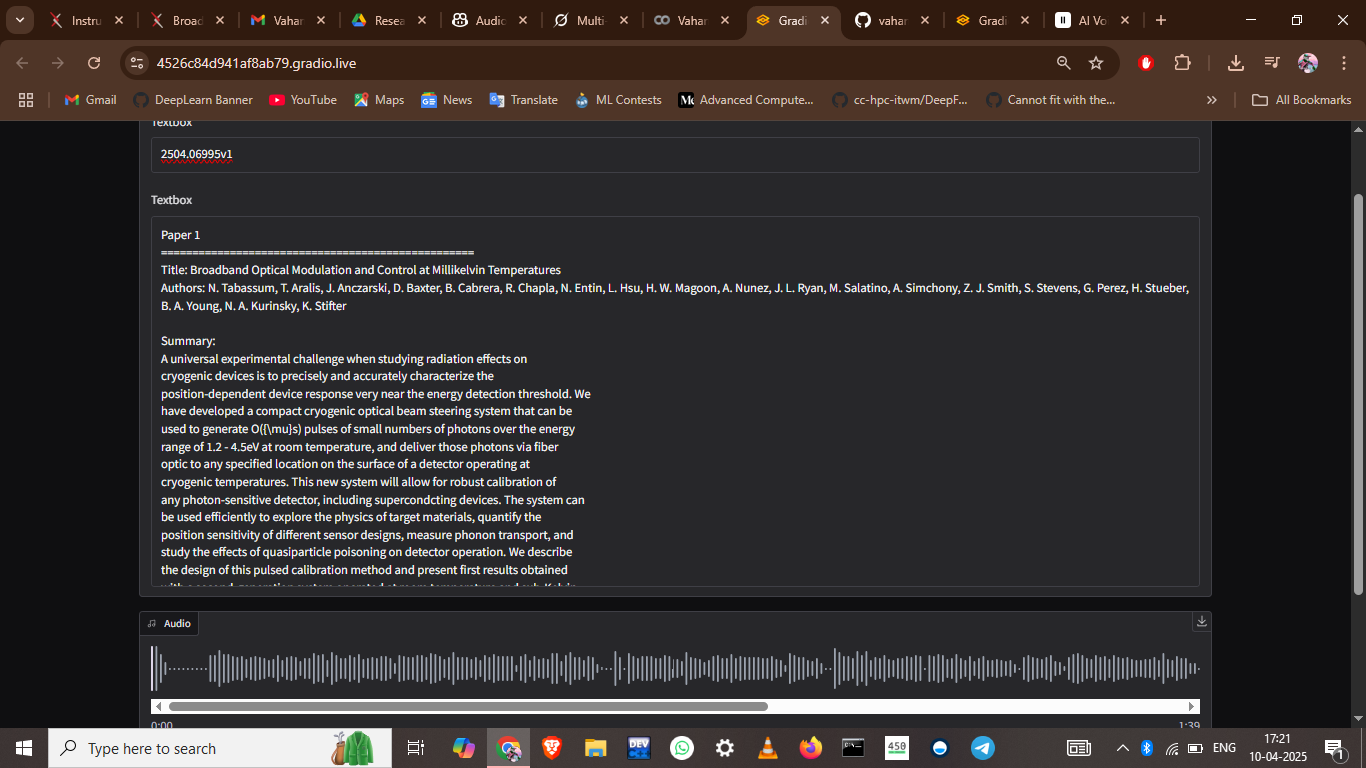 Instru
Broad
Vahar
Resea
Audio
Multi-
Vahar
Gradi
vahar
Gradi
AI Vo
4526c84d941af8ab79.gradio.live
Gmail
DeepLearn Banner
YouTube
Maps
News
Translate
ML Contests
Advanced Compute...
cc-hpc-itwm/DeepF...
Cannot fit with the...
All Bookmarks
Textbox
2504.06995v1
Textbox
Paper 1
==================================================
Title: Broadband Optical Modulation and Control at Millikelvin Temperatures
Authors: N. Tabassum, T. Aralis, J. Anczarski, D. Baxter, B. Cabrera, R. Chapla, N. Entin, L. Hsu, H. W. Magoon, A. Nunez, J. L. Ryan, M. Salatino, A. Simchony, Z. J. Smith, S. Stevens, G. Perez, H. Stueber,
B. A. Young, N. A. Kurinsky, K. Stifter
Summary:
A universal experimental challenge when studying radiation effects on
cryogenic devices is to precisely and accurately characterize the
position-dependent device response very near the energy detection threshold. We
have developed a compact cryogenic optical beam steering system that can be
used to generate O({\mu}s) pulses of small numbers of photons over the energy
range of 1.2 - 4.5eV at room temperature, and deliver those photons via fiber
optic to any specified location on the surface of a detector operating at
cryogenic temperatures. This new system will allow for robust calibration of
any photon-sensitive detector, including supercondcting devices. The system can
be used efficiently to explore the physics of target materials, quantify the
position sensitivity of different sensor designs, measure phonon transport, and
study the effects of quasiparticle poisoning on detector operation. We describe
the design of this pulsed calibration method and present first results obtained
with a second-generation system operated at room temperature and sub-Kelvin
Audio
0:00
1:39
Type here to search
DEV
450
ENG
17:21
10-04-2025
1